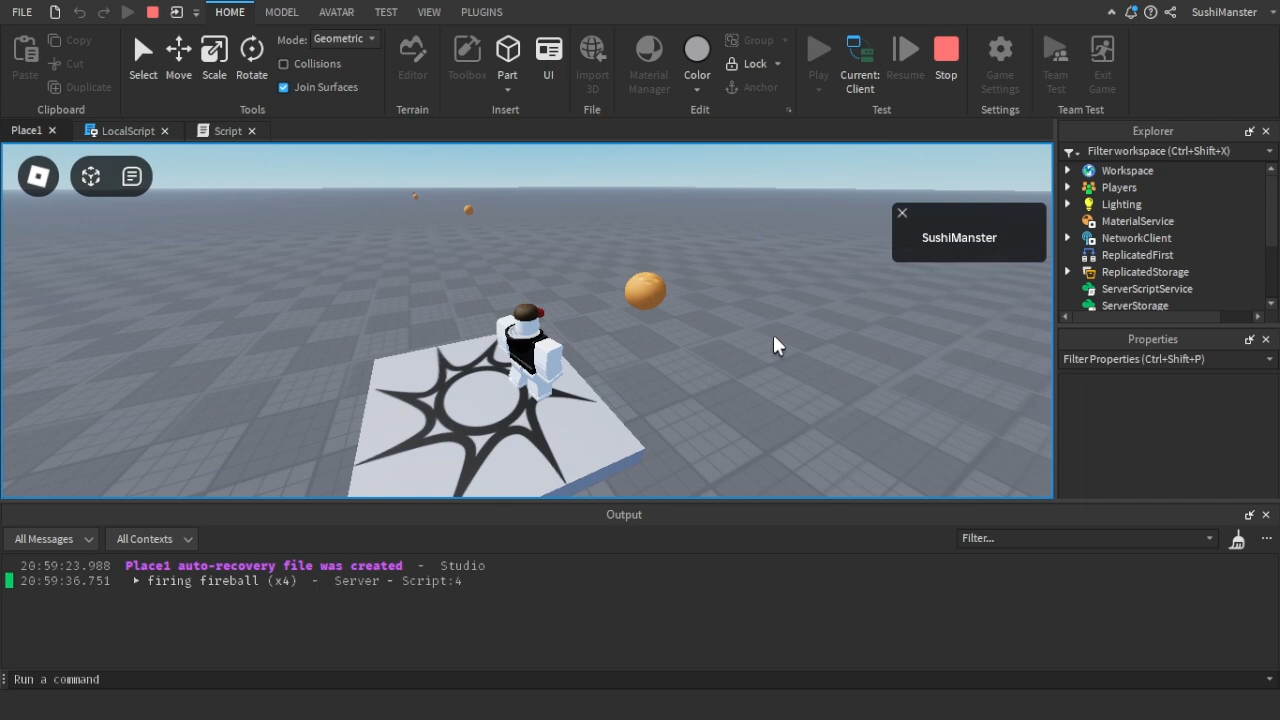 FILE HOME MODEL AVATAR TEST VIEW PLUGINS SushiManster
Paste Copy Cut Duplicate
Clipboard
Select Move Scale Rotate
Mode: Geometric
Collisions
Join Surfaces
Tools
Editor
Terrain
Toolbox Part UI
Insert
Import 3D
File
Material Manager Color Group Lock Anchor
Edit
Play Current: Client Resume Stop
Test
Game Settings
Settings
Team Test Exit Game
Team Test
Place1 LocalScript Script
SushiManster
Explorer
Filter workspace (Ctrl+Shift+X)
Workspace
Players
Lighting
MaterialService
NetworkClient
ReplicatedFirst
ReplicatedStorage
ServerScriptService
ServerStorage
Properties
Filter Properties (Ctrl+Shift+P)
Output
All Messages All Contexts Filter...
20:59:23.988 Place1 auto-recovery file was created - Studio
20:59:36.751 firing fireball (x4) - Server - Script:4
Run a command